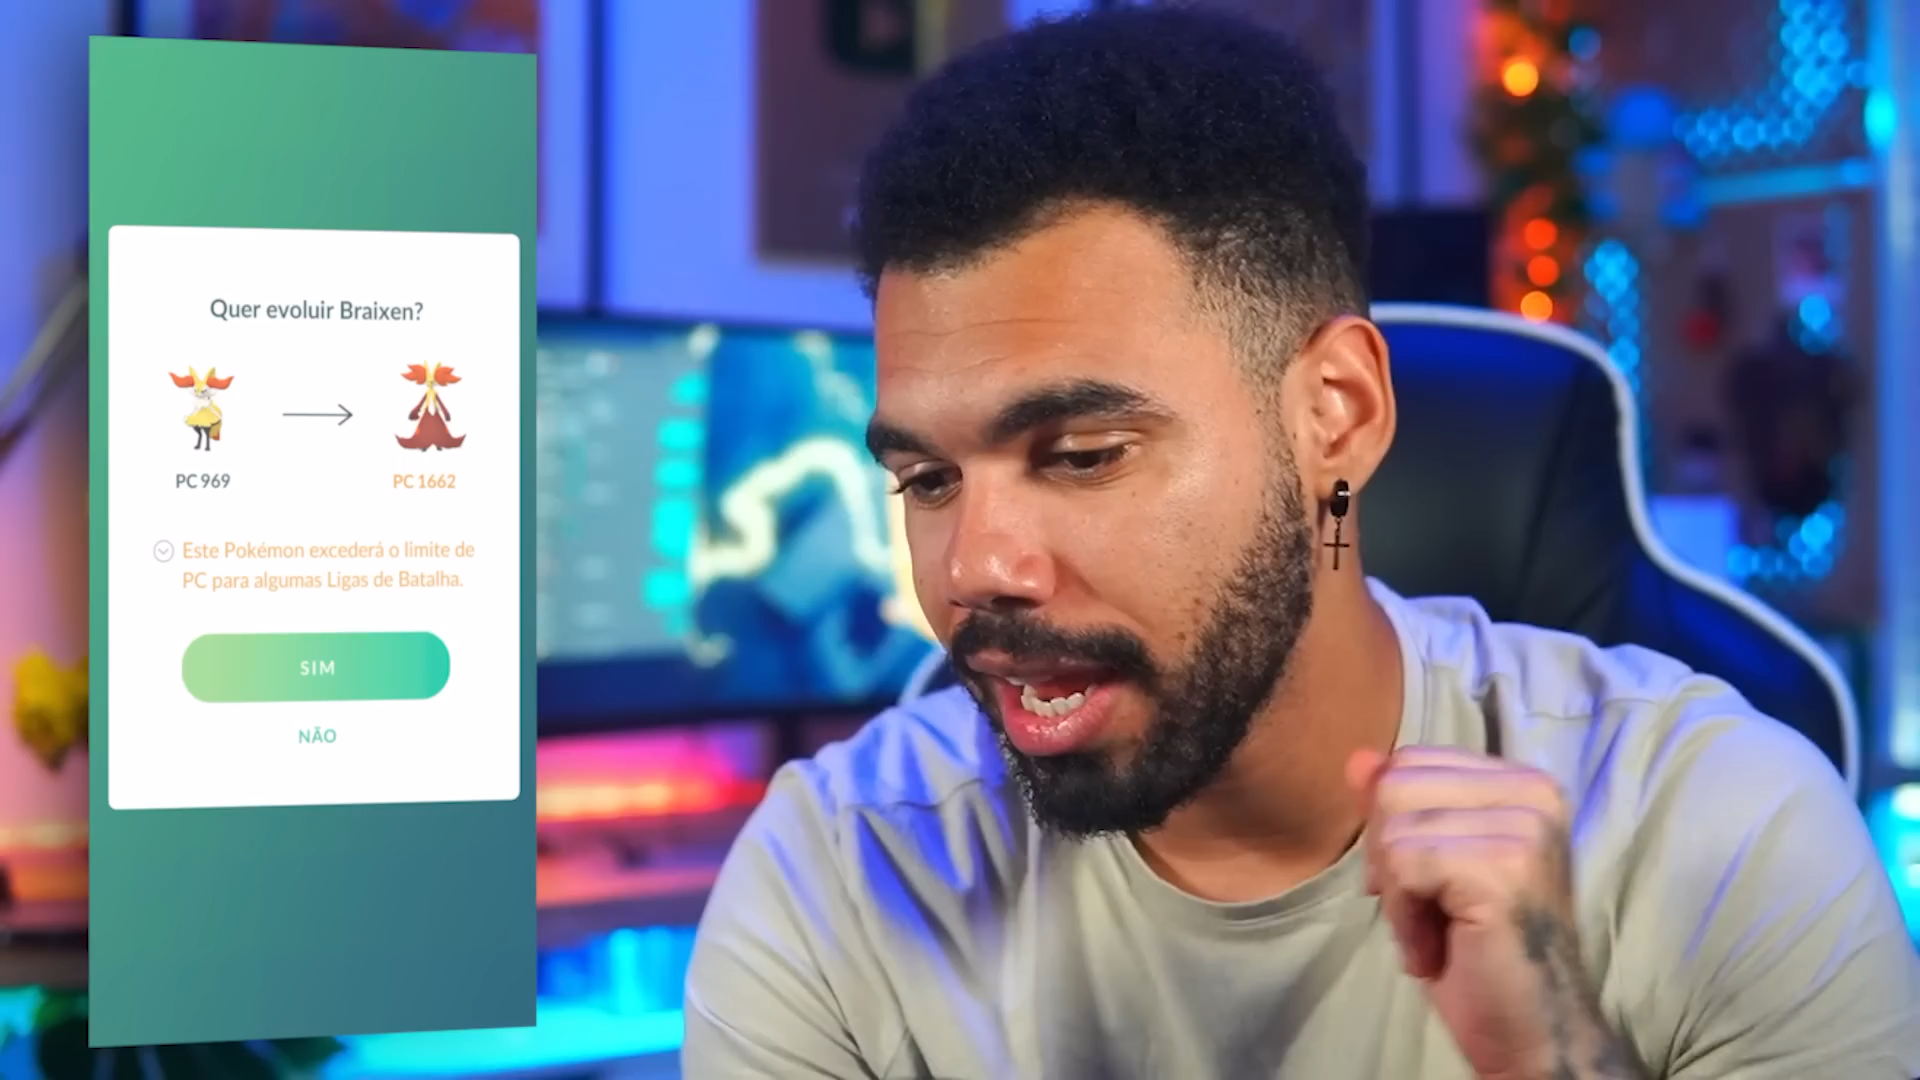 Quer evoluir Braixen?
PC 969
PC 1662
Este Pokémon excederá o limite de
PC para algumas Ligas de Batalha.
SIM
NÃO